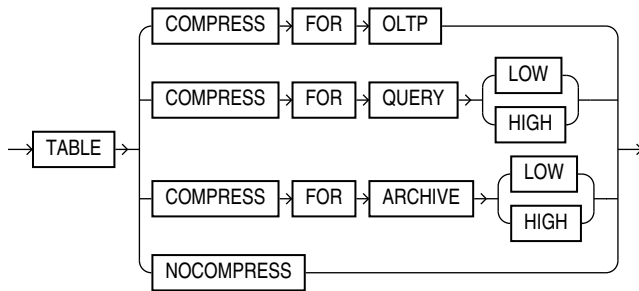 COMPRESS FOR OLTP
LOW
COMPRESS FOR QUERY
HIGH
TABLE
LOW
COMPRESS FOR ARCHIVE
HIGH
NOCOMPRESS